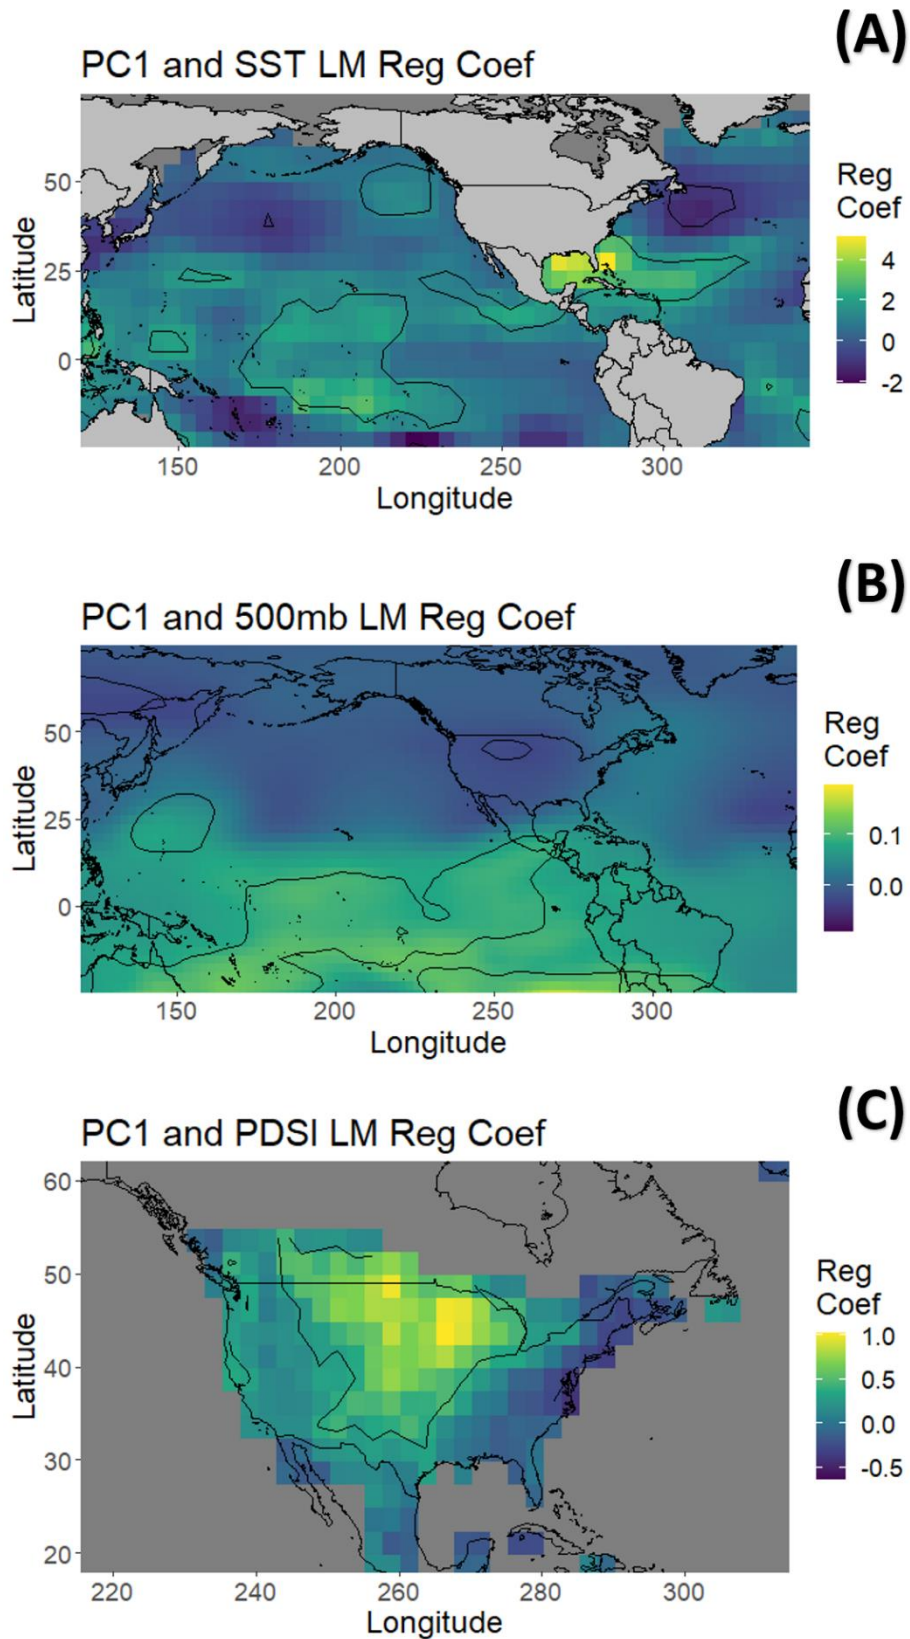 (A)
PC1 and SST LM Reg Coef
Latitude
50
25
0
150
200
250
300
Longitude
Reg
Coef
4
2
0
-2
(B)
PC1 and 500mb LM Reg Coef
Latitude
50
25
0
150
200
250
300
Longitude
Reg
Coef
0.1
0.0
(C)
PC1 and PDSI LM Reg Coef
Latitude
60
50
40
30
20
220
240
260
280
300
Longitude
Reg
Coef
1.0
0.5
0.0
-0.5